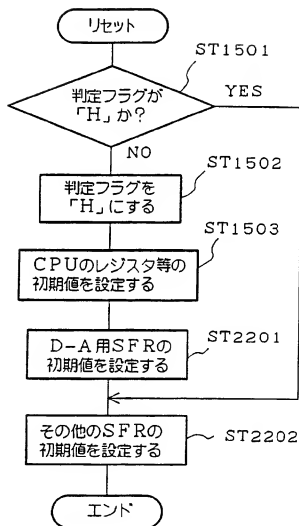 リセット
ST1501
判定フラグが
「H」か?
YES
NO
ST1502
判定フラグを
「H」にする
ST1503
CPUのレジスタ等の
初期値を設定する
ST2201
D-A用SFRの
初期値を設定する
その他のSFRの
初期値を設定する
ST2202
エンド